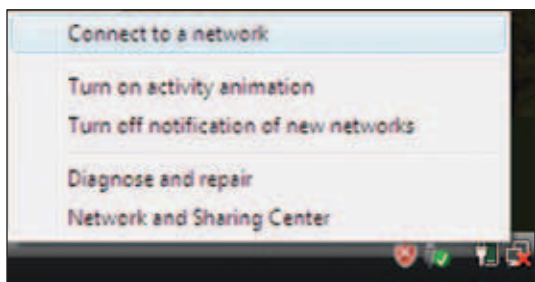 Connect to a network
Turn on activity animation
Turn off notification of new networks
Diagnose and repair
Network and Sharing Center